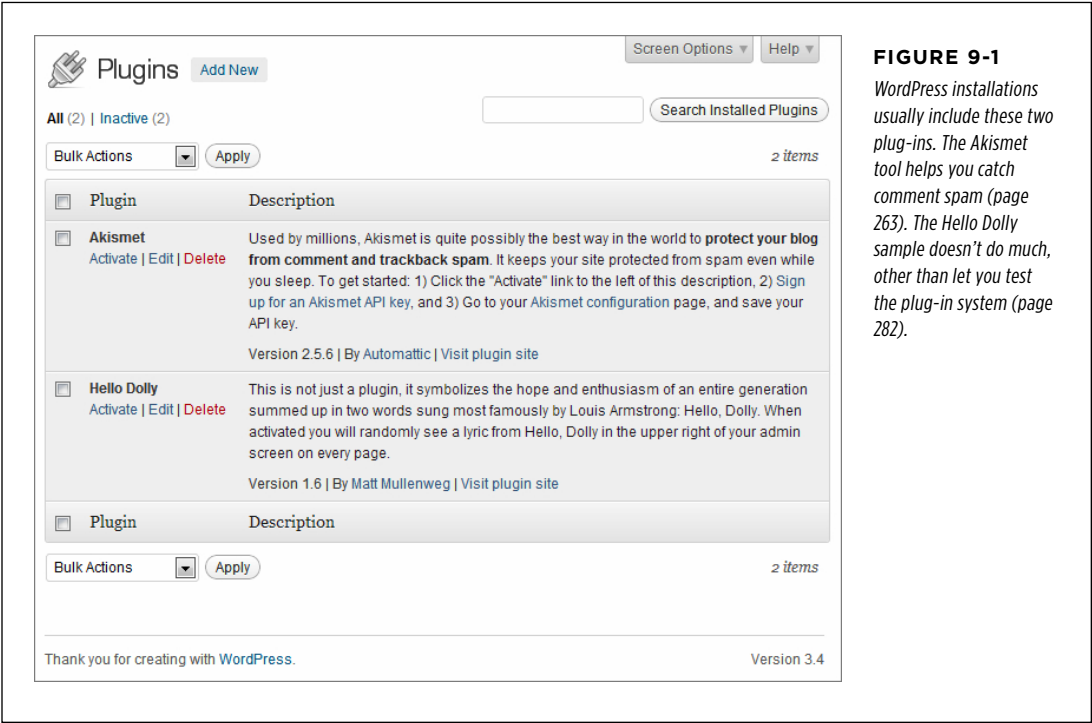 Screen Options Help
Plugins Add New
All (2) | Inactive (2)
Search Installed Plugins
Bulk Actions Apply 2 items
Plugin Description
Akismet
Activate | Edit | Delete
Used by millions, Akismet is quite possibly the best way in the world to protect your blog
from comment and trackback spam. It keeps your site protected from spam even while
you sleep. To get started: 1) Click the "Activate" link to the left of this description, 2) Sign
up for an Akismet API key, and 3) Go to your Akismet configuration page, and save your
API key.
Version 2.5.6 | By Automattic | Visit plugin site
Hello Dolly
Activate | Edit | Delete
This is not just a plugin, it symbolizes the hope and enthusiasm of an entire generation
summed up in two words sung most famously by Louis Armstrong: Hello, Dolly. When
activated you will randomly see a lyric from Hello, Dolly in the upper right of your admin
screen on every page.
Version 1.6 | By Matt Mullenweg | Visit plugin site
Plugin Description
Bulk Actions Apply 2 items
Thank you for creating with WordPress. Version 3.4
FIGURE 9-1
WordPress installations
usually include these two
plug-ins. The Akismet
tool helps you catch
comment spam (page
263). The Hello Dolly
sample doesn’t do much,
other than let you test
the plug-in system (page
282).